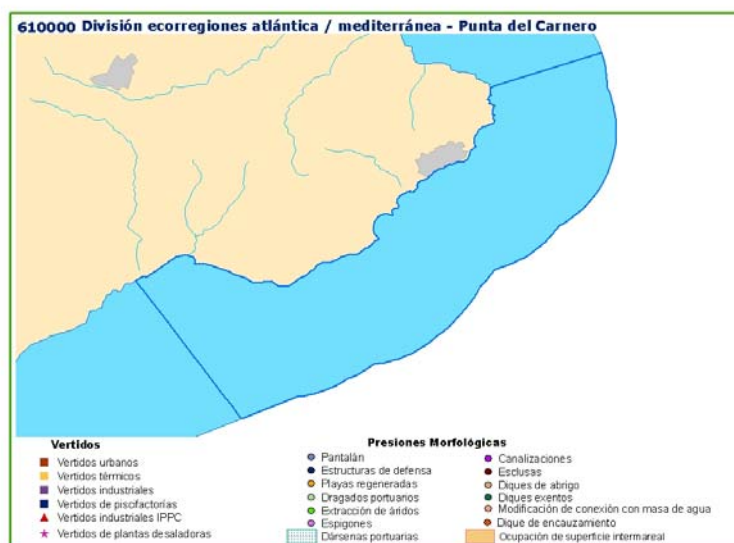 610000 División ecorregiones atlántica / mediterránea - Punta del Carnero
Vertidos
Vertidos urbanos
Vertidos térmicos
Vertidos industriales
Vertidos de piscifactorías
Vertidos industriales IPPC
Vertidos de plantas desaladoras
Presiones Morfológicas
Pantalán
Estructuras de defensa
Playas regeneradas
Dragados portuarios
Extracción de áridos
Espigones
Dársenas portuarias
Canalizaciones
Esclusas
Diques de abrigo
Diques exentos
Modificación de conexión con masa de agua
Dique de encauzamiento
Ocupación de superficie intermareal